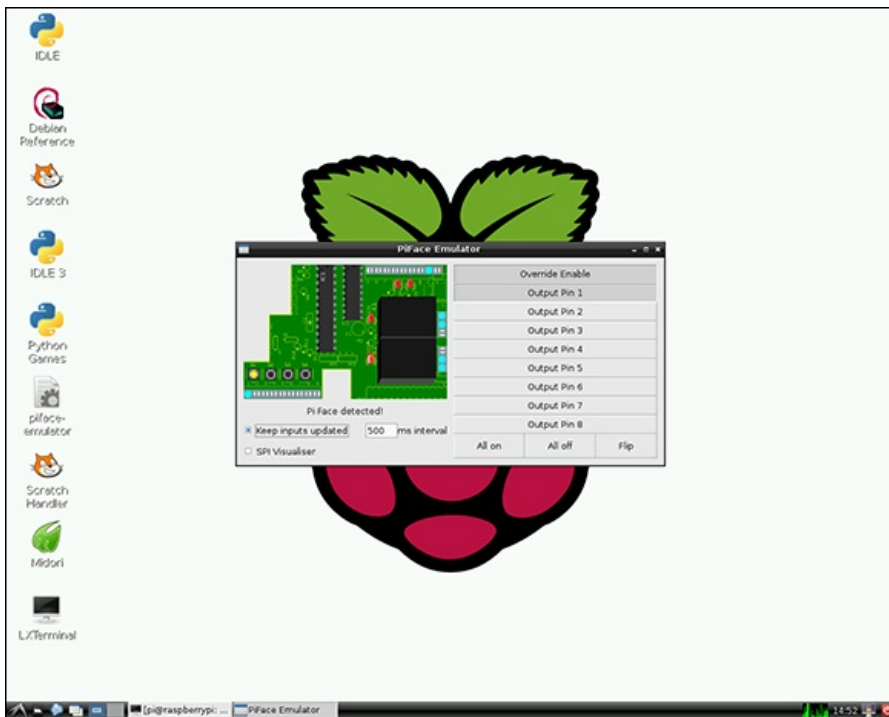 IDLE
Debian
Reference
Scratch
IDLE 3
Python
Games
piface-
emulator
Scratch
Handler
Midori
LXTerminal
PiFace Emulator
Pi Face detected!
Keep inputs updated 500 ms interval
SPI Visualiser
Override Enable
Output Pin 1
Output Pin 2
Output Pin 3
Output Pin 4
Output Pin 5
Output Pin 6
Output Pin 7
Output Pin 8
All on All off Flip
[pi@raspberrypi: ... PiFace Emulator 14:52